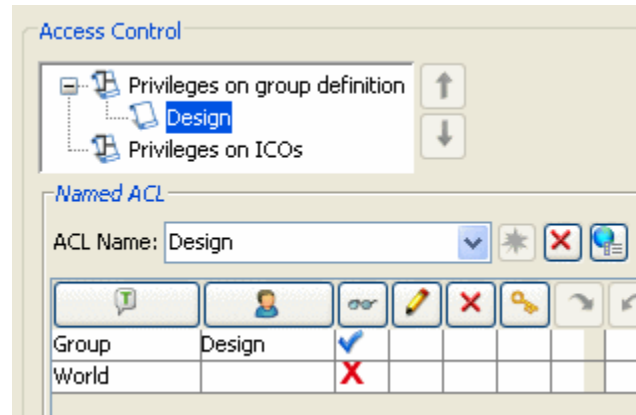 Access Control
Privileges on group definition
Design
Privileges on ICOs
Named ACL
ACL Name: Design
T
Group Design
World